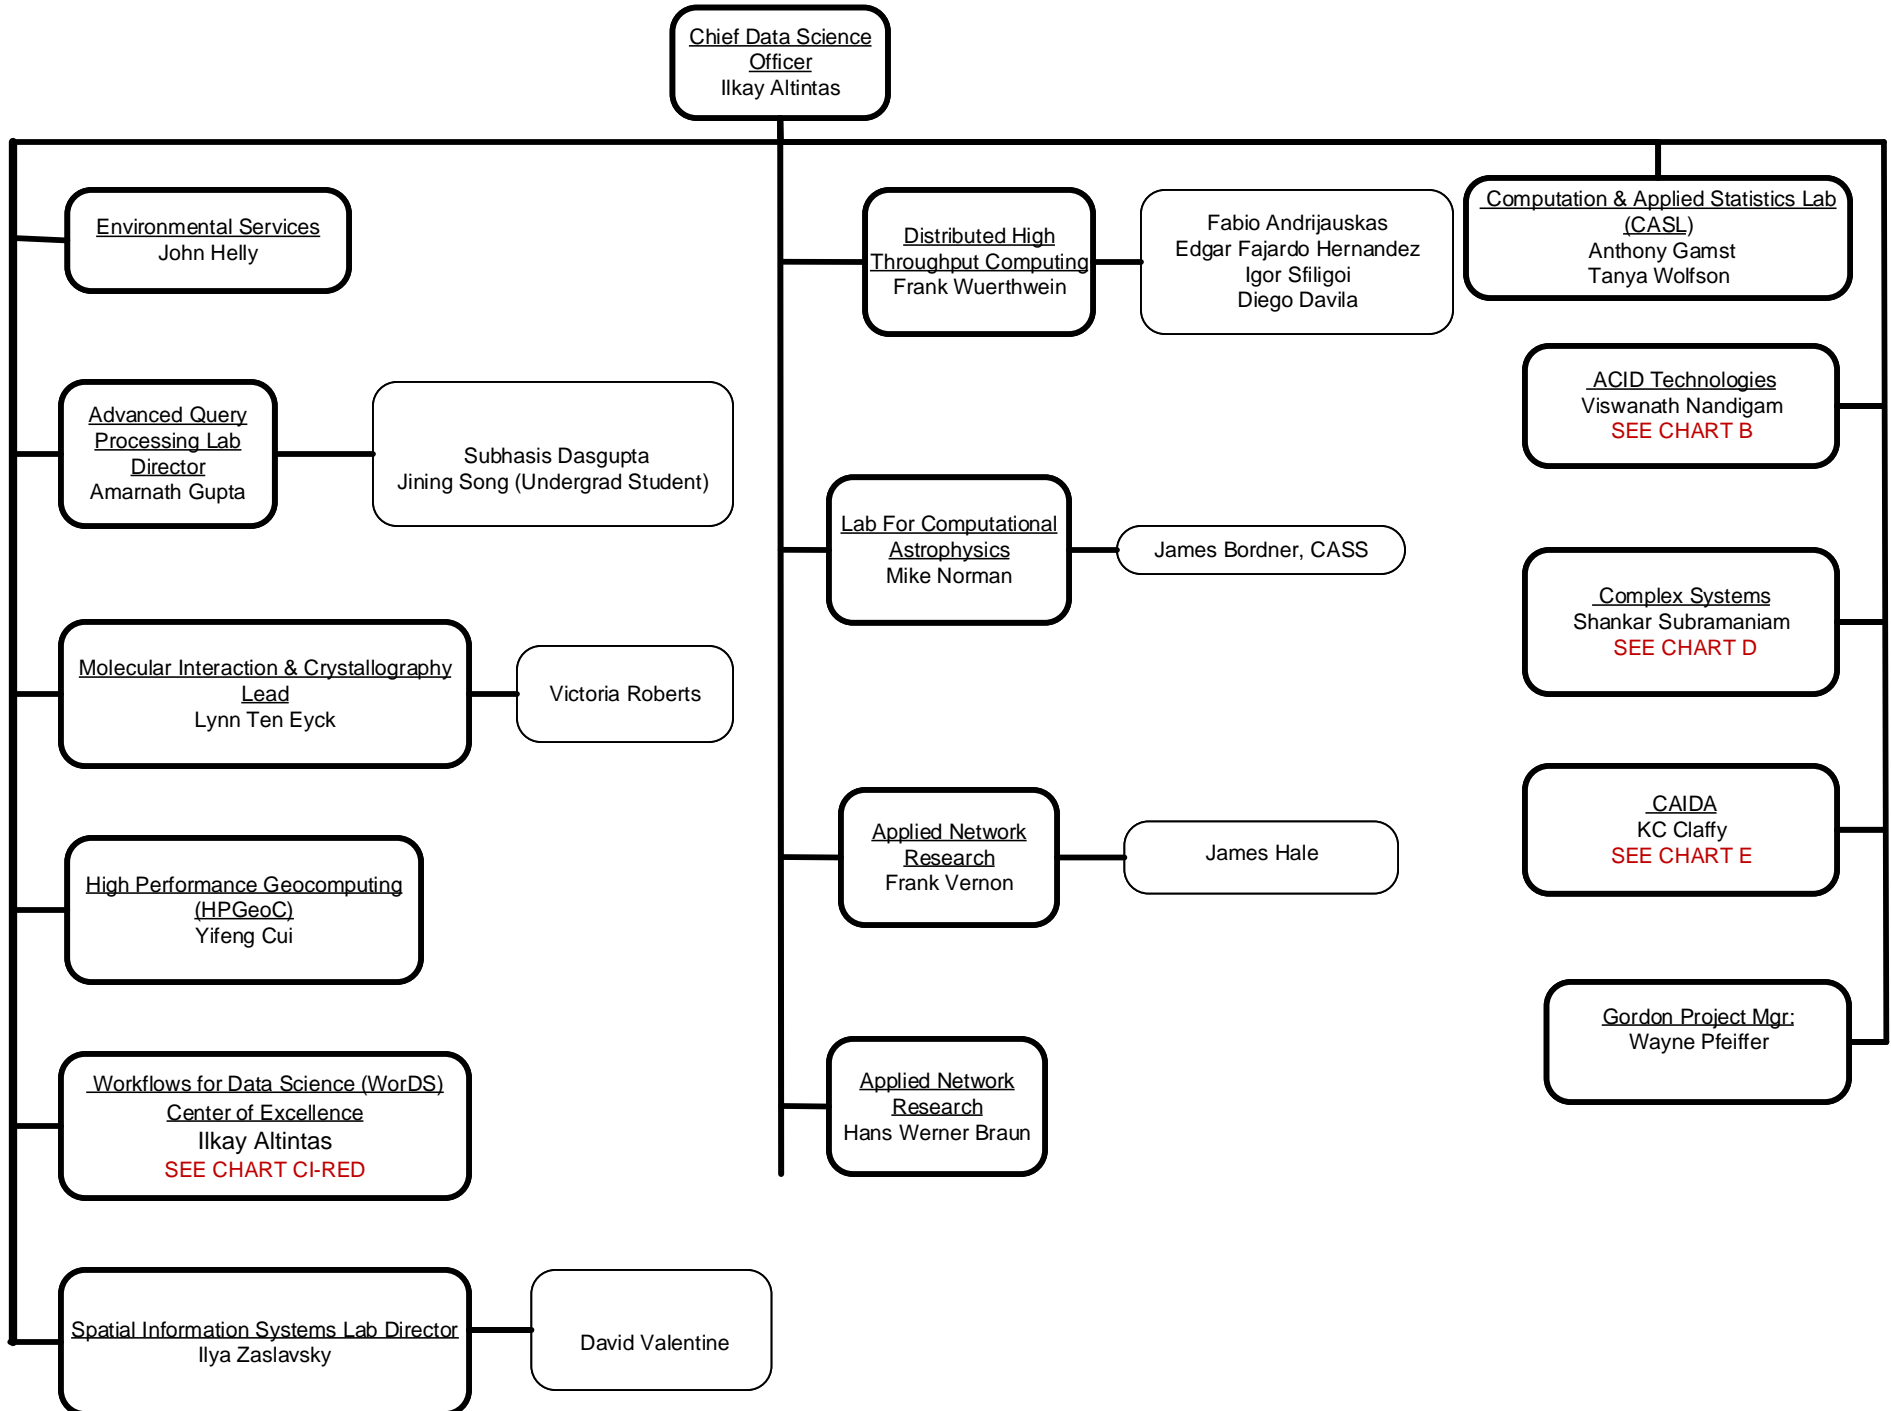 Chief Data Science
Officer
Ilkay Altintas
Environmental Services
John Helly
Advanced Query
Processing Lab
Director
Amarnath Gupta
Subhasis Dasgupta
Jining Song (Undergrad Student)
Molecular Interaction & Crystallography
Lead
Lynn Ten Eyck
Victoria Roberts
High Performance Geocomputing
(HPGeoC)
Yifeng Cui
Workflows for Data Science (WorDS)
Center of Excellence
Ilkay Altintas
SEE CHART CI-RED
Spatial Information Systems Lab Director
Ilya Zaslavsky
David Valentine
Distributed High
Throughput Computing
Frank Wuerthwein
Fabio Andrijauskas
Edgar Fajardo Hernandez
Igor Sfiligoi
Diego Davila
Lab For Computational
Astrophysics
Mike Norman
James Bordner, CASS
Applied Network
Research
Frank Vernon
James Hale
Applied Network
Research
Hans Werner Braun
Computation & Applied Statistics Lab
(CASL)
Anthony Gamst
Tanya Wolfson
ACID Technologies
Viswanath Nandigam
SEE CHART B
Complex Systems
Shankar Subramaniam
SEE CHART D
CAIDA
KC Claffy
SEE CHART E
Gordon Project Mgr:
Wayne Pfeiffer